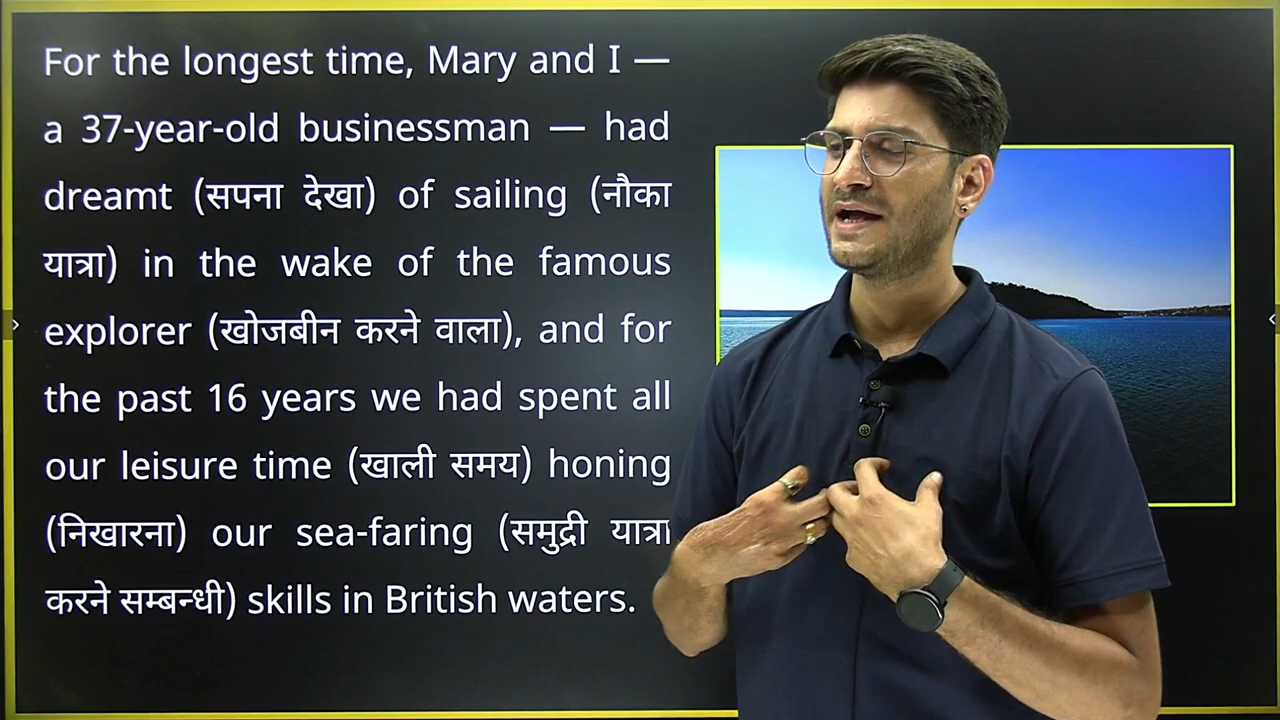 For the longest time, Mary and I —
a 37-year-old businessman — had
dreamt (सपना देखा) of sailing (नौका
यात्रा) in the wake of the famous
explorer (खोजबीन करने वाला), and for
the past 16 years we had spent all
our leisure time (खाली समय) honing
(निखारना) our sea-faring (समुद्री यात्रा
करने सम्बन्धी) skills in British waters.